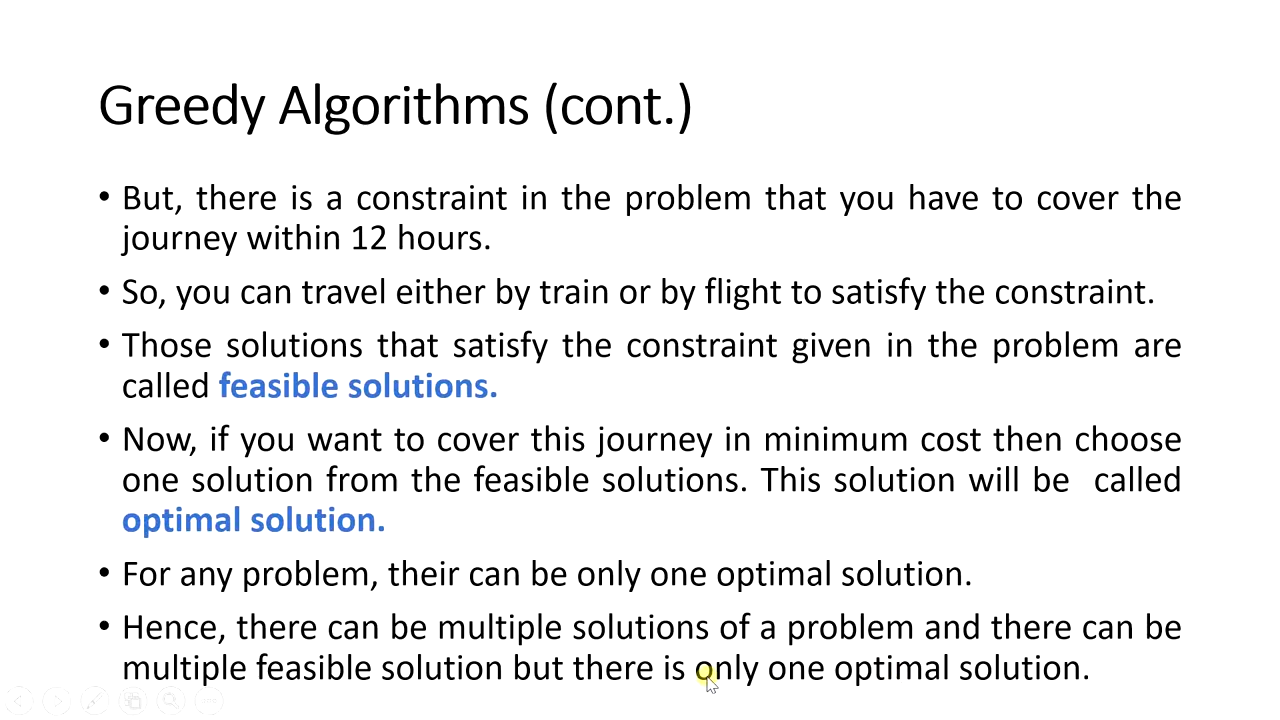 Greedy Algorithms (cont.)
• But, there is a constraint in the problem that you have to cover the
journey within 12 hours.
• So, you can travel either by train or by flight to satisfy the constraint.
• Those solutions that satisfy the constraint given in the problem are
called feasible solutions.
• Now, if you want to cover this journey in minimum cost then choose
one solution from the feasible solutions. This solution will be called
optimal solution.
• For any problem, their can be only one optimal solution.
• Hence, there can be multiple solutions of a problem and there can be
multiple feasible solution but there is only one optimal solution.